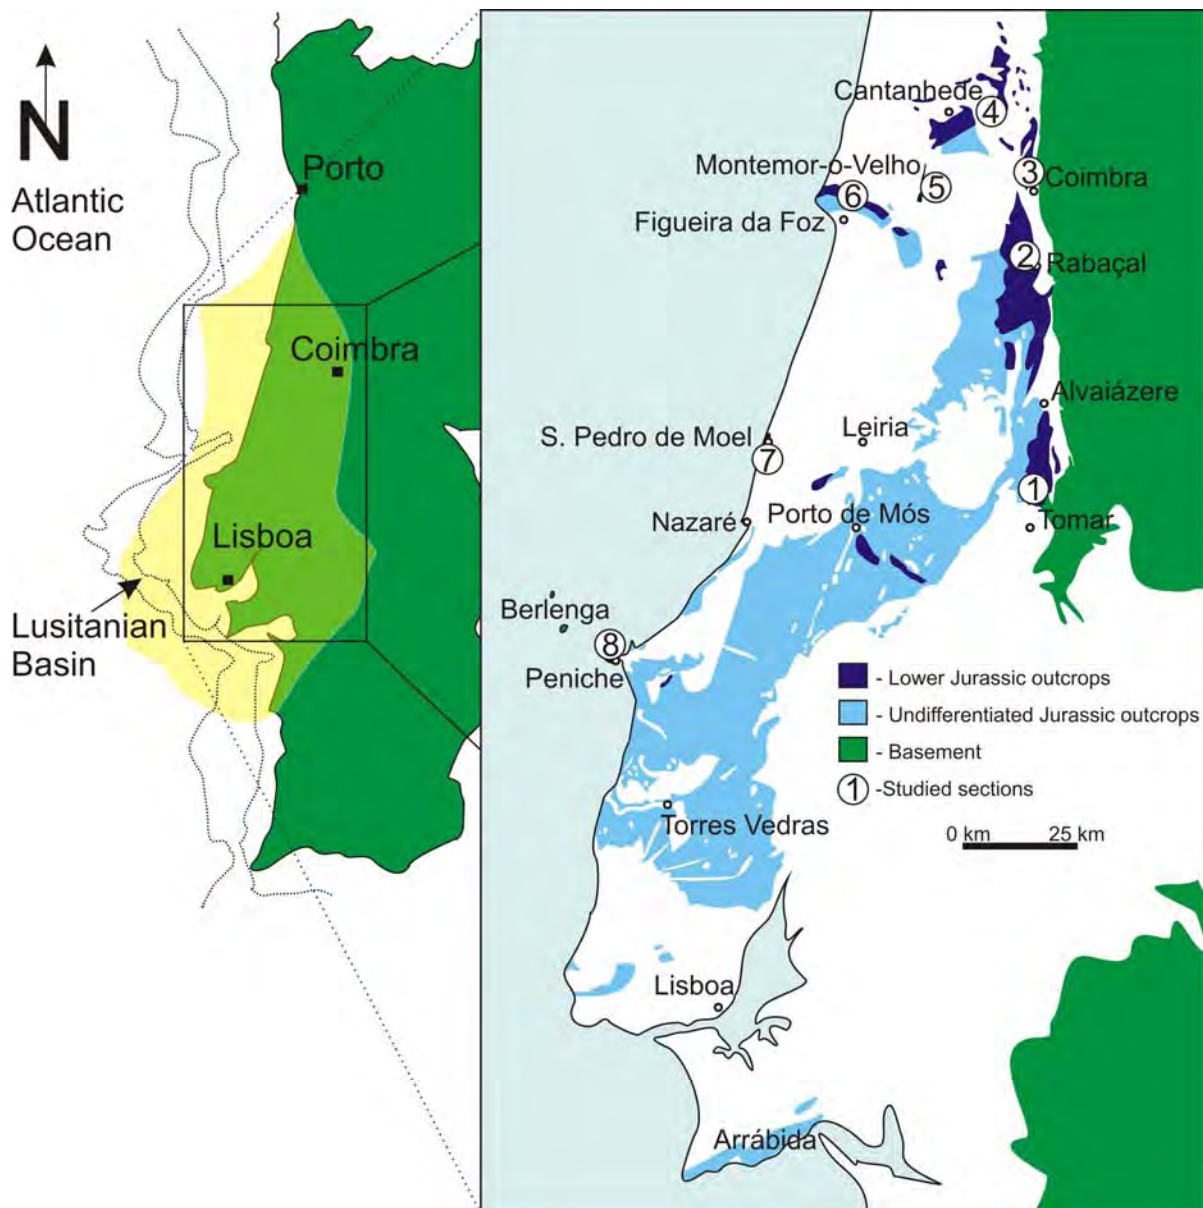 N
Atlantic
Ocean
Porto
Coimbra
Lisboa
Lusitanian
Basin
Cantanhede
4
Montemor-o-Velho
5
3
Coimbra
6
Figueira da Foz
2
Rabaçal
Alvaiázere
S. Pedro de Moel
7
Leiria
1
Tomar
Nazaré
Porto de Mós
Berlenga
8
Peniche
- Lower Jurassic outcrops
- Undifferentiated Jurassic outcrops
- Basement
1 -Studied sections
0 km 25 km
Torres Vedras
Lisboa
Arrábida